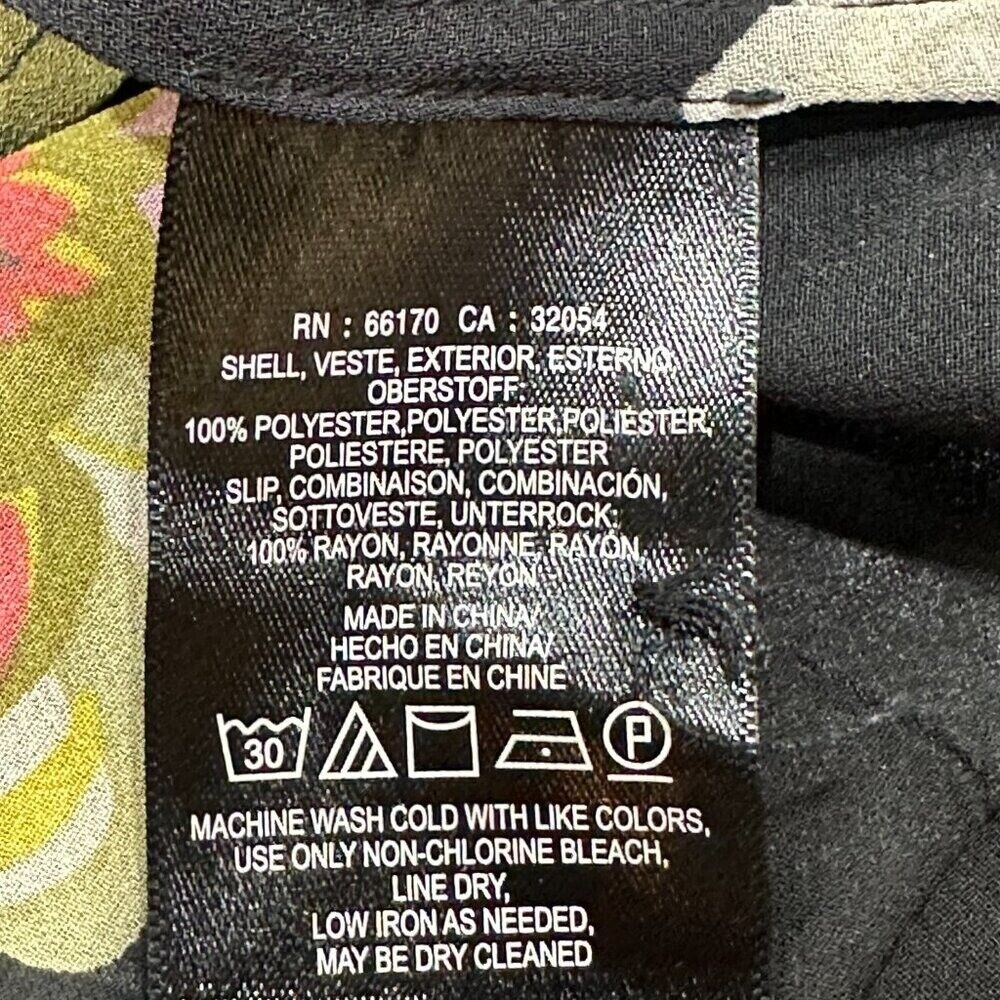 RN : 66170 CA : 32054
SHELL, VESTE, EXTERIOR, ESTERNO,
OBERSTOFF:
100% POLYESTER,POLYESTER,POLIÉSTER,
POLIESTERE, POLYESTER
SLIP, COMBINAISON, COMBINACIÓN,
SOTTOVESTE, UNTERROCK:
100% RAYON, RAYONNE, RAYÓN,
RAYON, REYON
MADE IN CHINA/
HECHO EN CHINA/
FABRIQUE EN CHINE
30 P
MACHINE WASH COLD WITH LIKE COLORS,
USE ONLY NON-CHLORINE BLEACH,
LINE DRY,
LOW IRON AS NEEDED,
MAY BE DRY CLEANED